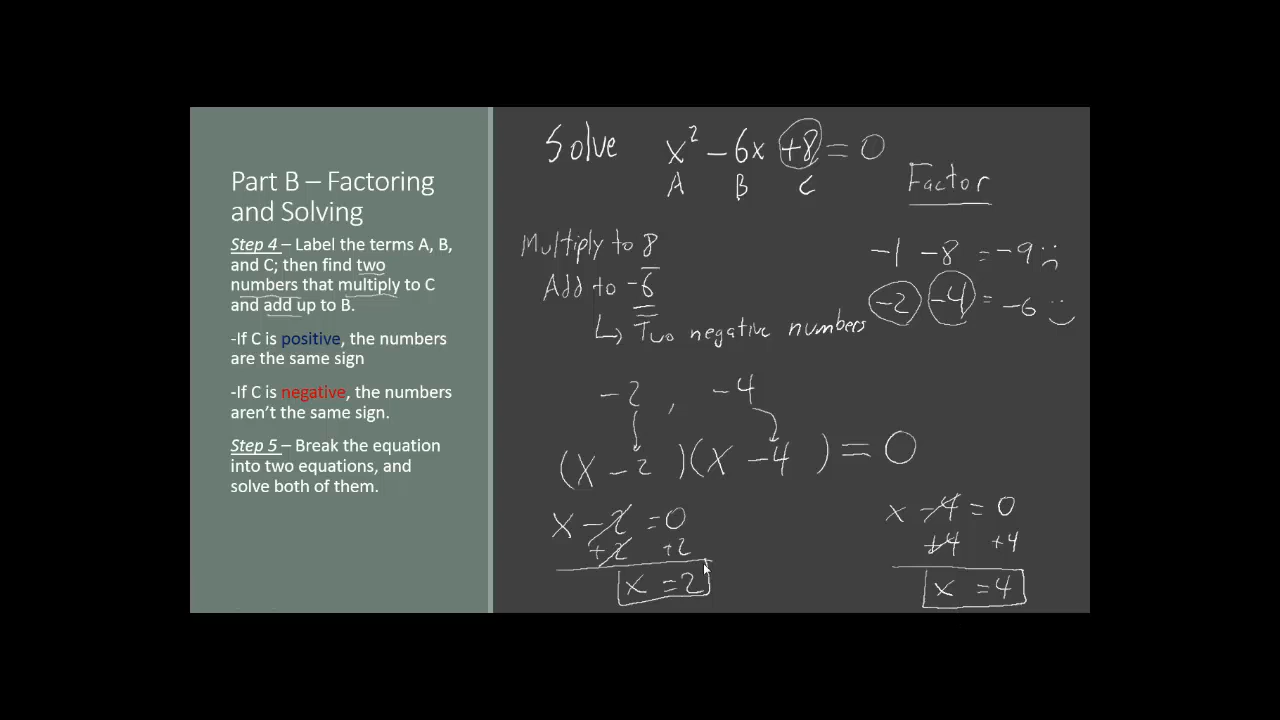 Part B – Factoring
and Solving
Step 4 – Label the terms A, B,
and C; then find two
numbers that multiply to C
and add up to B.
-If C is positive, the numbers
are the same sign
-If C is negative, the numbers
aren't the same sign.
Step 5 – Break the equation
into two equations, and
solve both of them.
Solve x² – 6x +8 = 0
A B C
Factor
Multiply to 8
Add to -6
↳ Two negative numbers
-1 -8 = -9 :(
-2 -4 = -6 :)
-2 , -4
(x - 2 )(x - 4 ) = 0
x - 2 = 0
+2 +2
x = 2
x - 4 = 0
+4 +4
x = 4